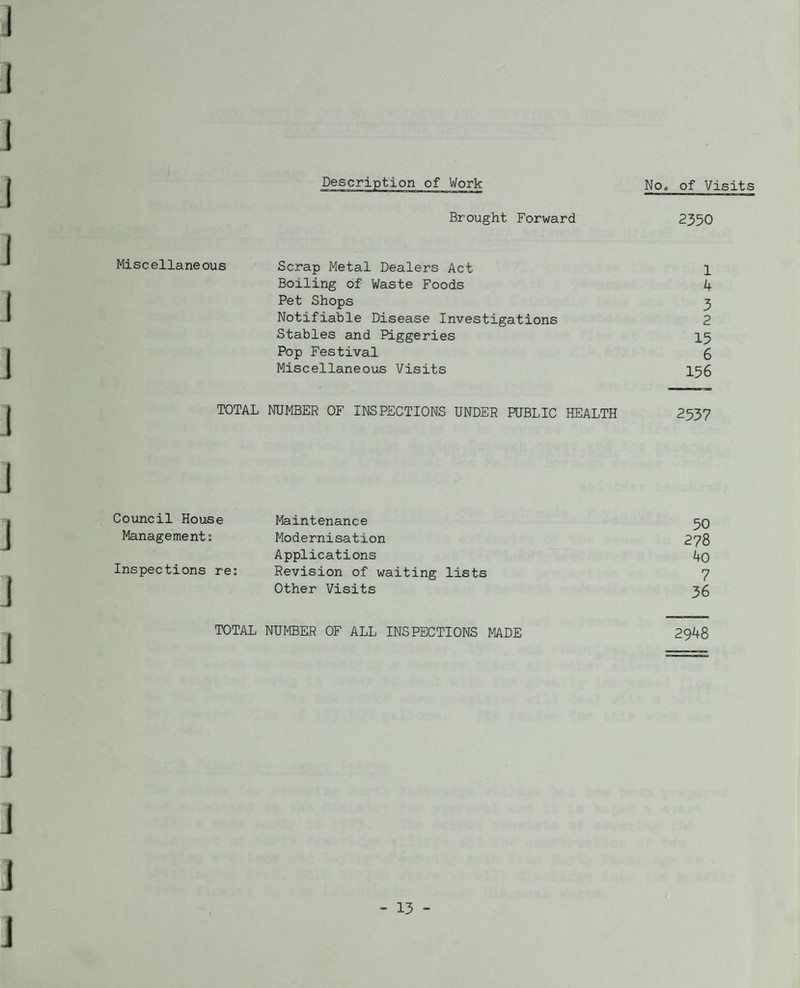 Description of Work No. of Visits
Brought Forward 2350
Miscellaneous Scrap Metal Dealers Act 1
Boiling of Waste Foods 4
Pet Shops 3
Notifiable Disease Investigations 2
Stables and Piggeries 15
Pop Festival 6
Miscellaneous Visits 156
TOTAL NUMBER OF INSPECTIONS UNDER PUBLIC HEALTH 2537
Council House Maintenance 50
Management: Modernisation 278
Applications 40
Inspections re: Revision of waiting lists 7
Other Visits 36
TOTAL NUMBER OF ALL INSPECTIONS MADE 2948
- 13 -